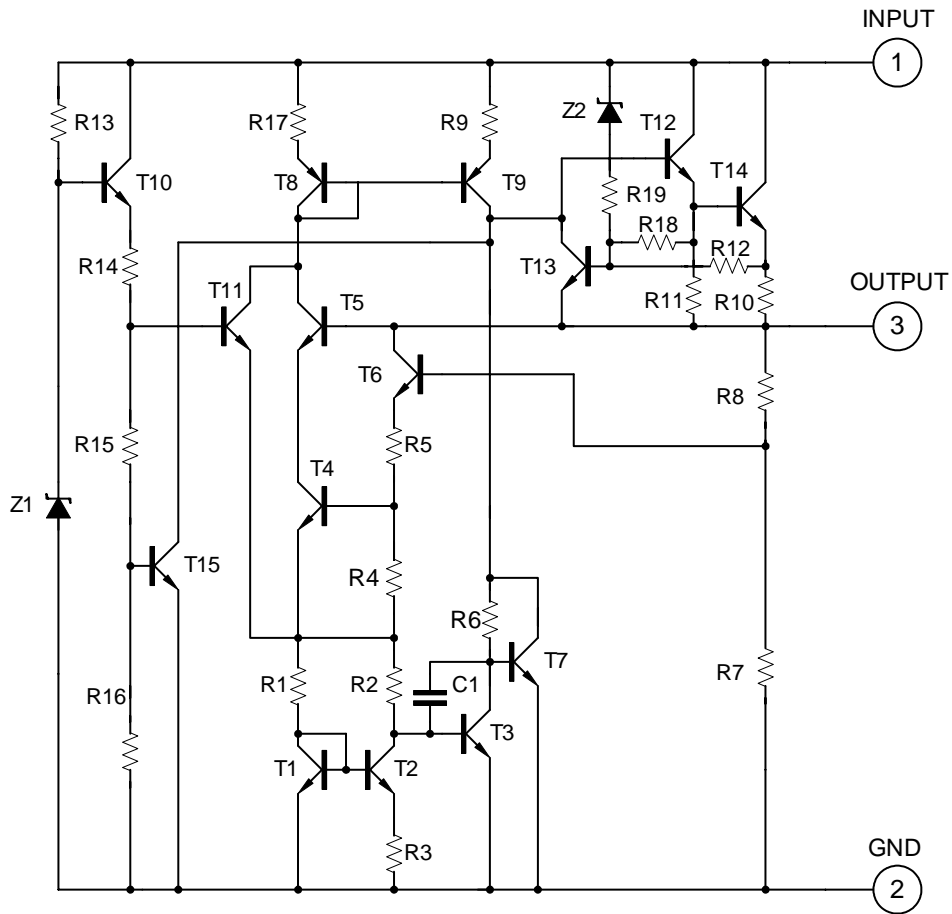 INPUT
1
R13
R17
R9
Z2
T12
T10
T8
T9
T14
R19
R18
R14
T13
R12
T11
T5
R11
R10
OUTPUT
3
T6
R8
R15
R5
Z1
T4
T15
R4
R6
T7
R1
R2
C1
R7
R16
T3
T1
T2
R3
GND
2